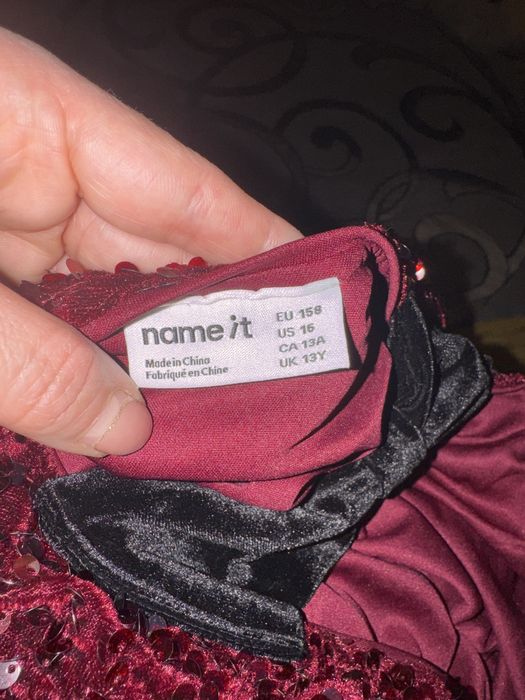 name it
Made in China
Fabriqué en Chine
EU 158
US 16
CA 13A
UK 13Y